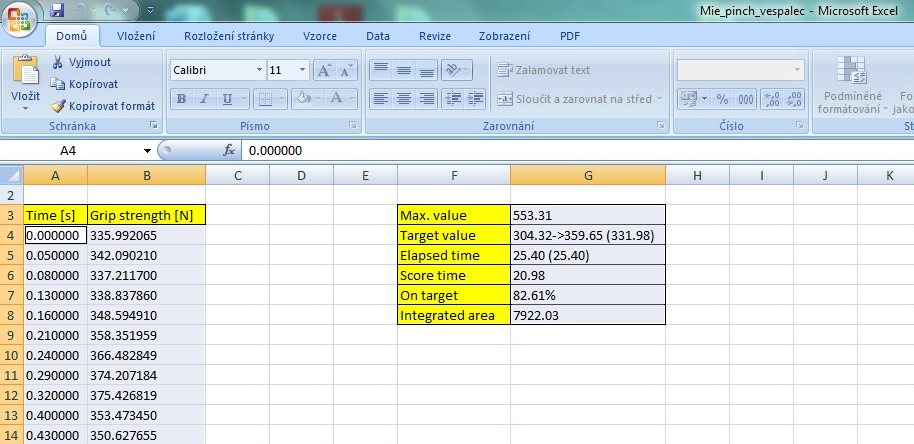 Mie_pinch_vespalec - Microsoft Excel
Domů Vložení Rozložení stránky Vzorce Data Revize Zobrazení PDF
Vložit
Vyjmout
Kopírovat
Kopírovat formát
Schránka
Calibri 11
B I U
Písmo
Zalamovat text
Sloučit a zarovnat na střed
Zarovnání
% 000
Číslo
Podmíněné
formátování
Fo
jako
St
A4 fx 0.000000
A B C D E F G H I J K
2
3 Time [s] Grip strength [N] Max. value 553.31
4 0.000000 335.992065 Target value 304.32->359.65 (331.98)
5 0.050000 342.090210 Elapsed time 25.40 (25.40)
6 0.080000 337.211700 Score time 20.98
7 0.130000 338.837860 On target 82.61%
8 0.160000 348.594910 Integrated area 7922.03
9 0.210000 358.351959
10 0.240000 366.482849
11 0.290000 374.207184
12 0.320000 375.426819
13 0.400000 353.473450
14 0.430000 350.627655